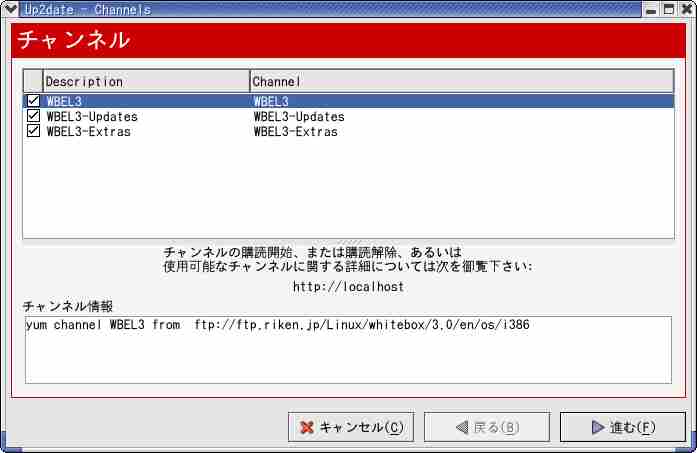 Up2date - Channels
チャンネル
Description Channel
WBEL3 WBEL3
WBEL3-Updates WBEL3-Updates
WBEL3-Extras WBEL3-Extras
チャンネルの購読開始、または購読解除、あるいは
使用可能なチャンネルに関する詳細については次を御覧下さい:
http://localhost
チャンネル情報
yum channel WBEL3 from  ftp://ftp.riken.jp/Linux/whitebox/3.0/en/os/i386
キャンセル(C) 戻る(B) 進む(F)